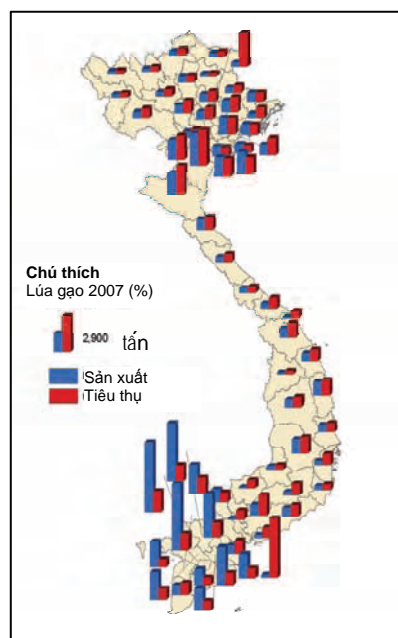 Chú thích
Lúa gạo 2007 (%)
2,900 tấn
Sản xuất
Tiêu thụ